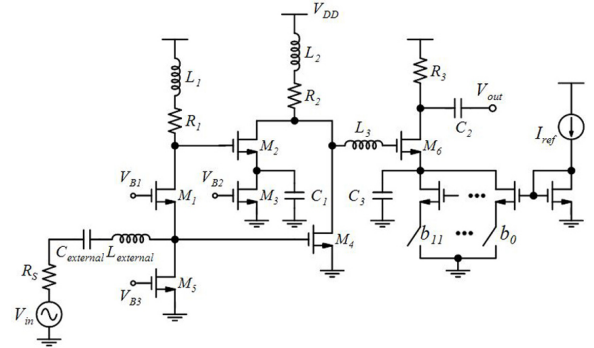 V_DD
L_1
L_2
R_1
R_2
R_3
L_3
C_2
V_out
I_ref
M_2
M_6
V_B1
M_1
V_B2
M_3
C_1
C_3
C_external
L_external
M_4
b_11
b_0
R_S
V_B3
M_5
V_in